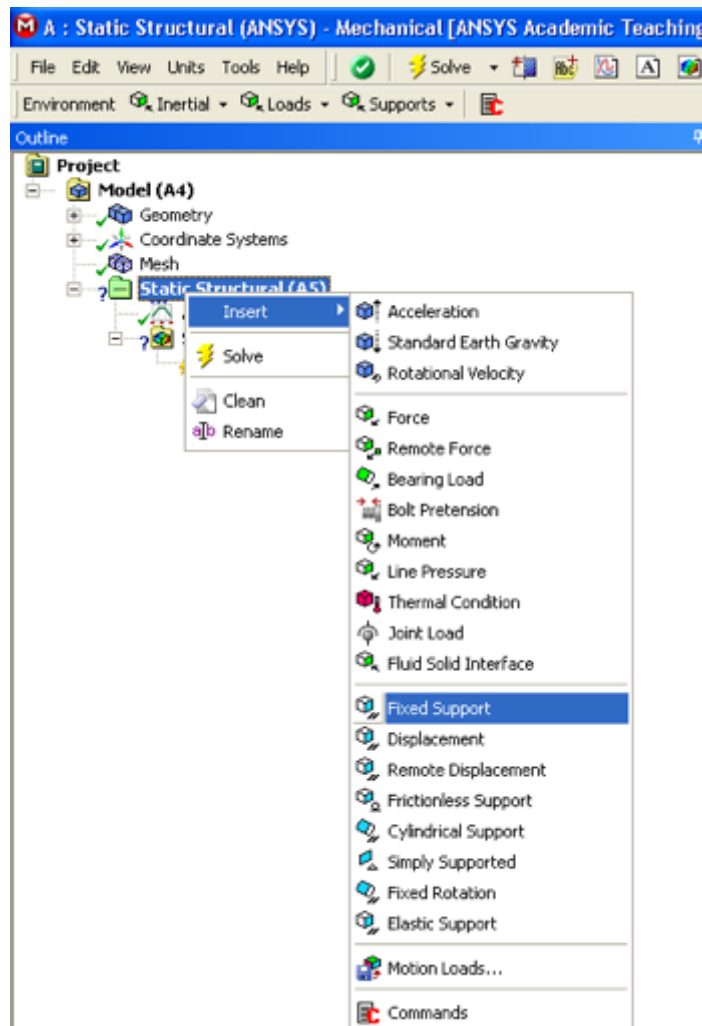 A : Static Structural (ANSYS) - Mechanical [ANSYS Academic Teaching
File Edit View Units Tools Help Solve
Environment Inertial Loads Supports
Outline
Project
Model (A4)
Geometry
Coordinate Systems
Mesh
Static Structural (A5)
Insert
Solve
Clean
Rename
Acceleration
Standard Earth Gravity
Rotational Velocity
Force
Remote Force
Bearing Load
Bolt Pretension
Moment
Line Pressure
Thermal Condition
Joint Load
Fluid Solid Interface
Fixed Support
Displacement
Remote Displacement
Frictionless Support
Cylindrical Support
Simply Supported
Fixed Rotation
Elastic Support
Motion Loads...
Commands